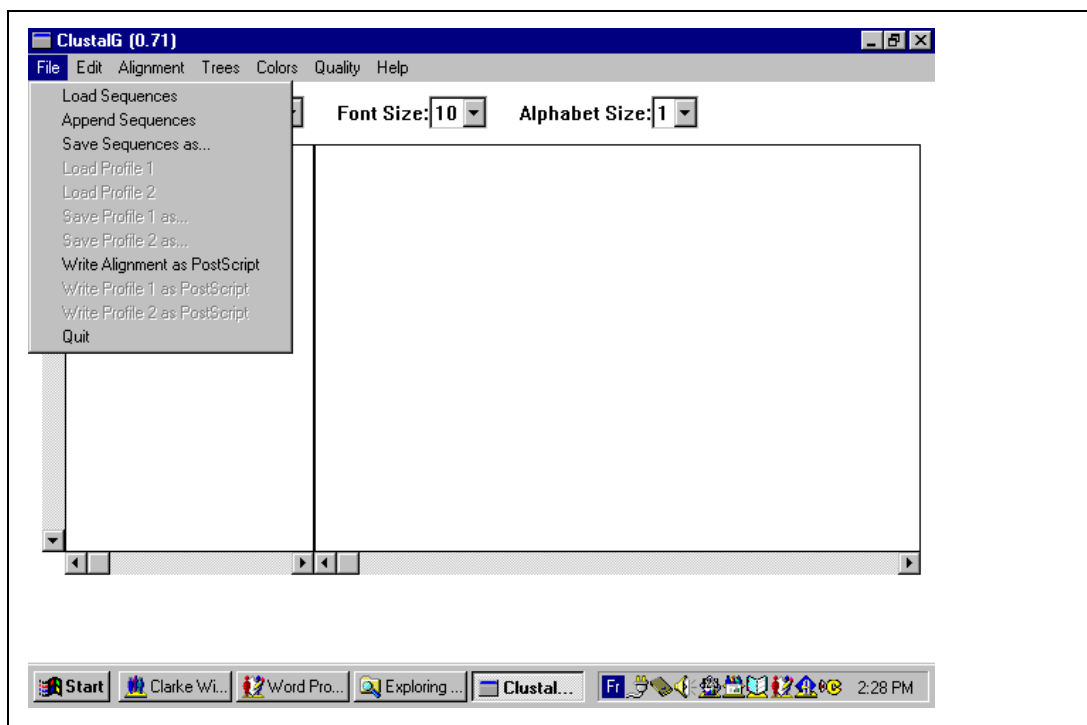 ClustalG (0.71)
File Edit Alignment Trees Colors Quality Help
Load Sequences
Append Sequences
Save Sequences as...
Load Profile 1
Load Profile 2
Save Profile 1 as...
Save Profile 2 as...
Write Alignment as PostScript
Write Profile 1 as PostScript
Write Profile 2 as PostScript
Quit
Font Size: 10 Alphabet Size: 1
Start Clarke Wi... Word Pro... Exploring ... Clustal... Fr 2:28 PM